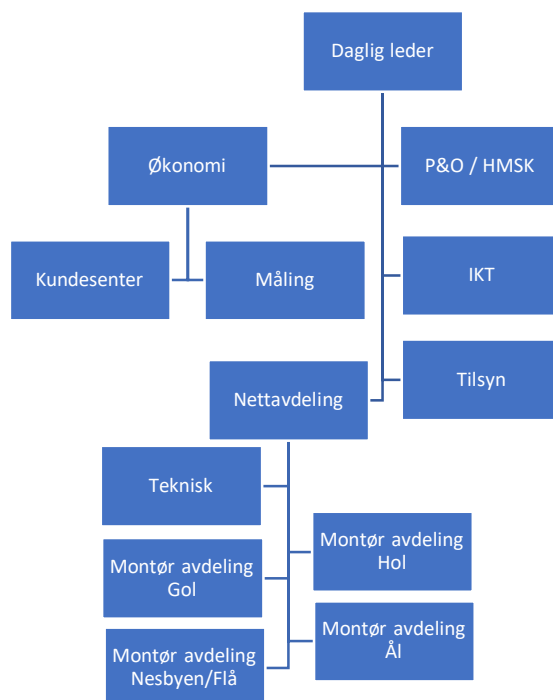 Daglig leder
Økonomi
P&O / HMSK
Kundesenter
Måling
IKT
Tilsyn
Nettavdeling
Teknisk
Montør avdeling
Hol
Montør avdeling
Gol
Montør avdeling
Ål
Montør avdeling
Nesbyen/Flå